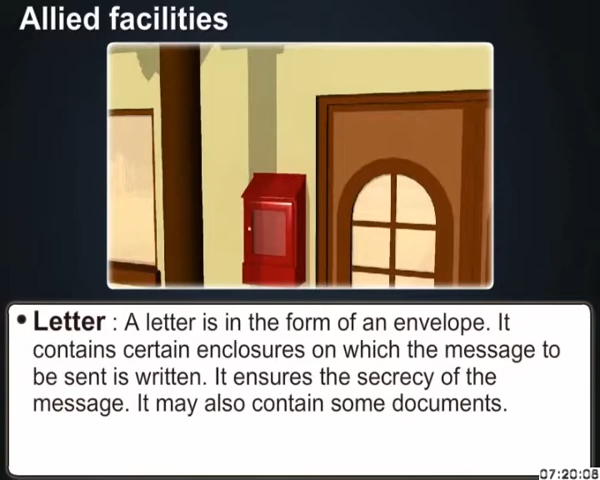 Allied facilities
• Letter : A letter is in the form of an envelope. It
contains certain enclosures on which the message to
be sent is written. It ensures the secrecy of the
message. It may also contain some documents.
07:20:08